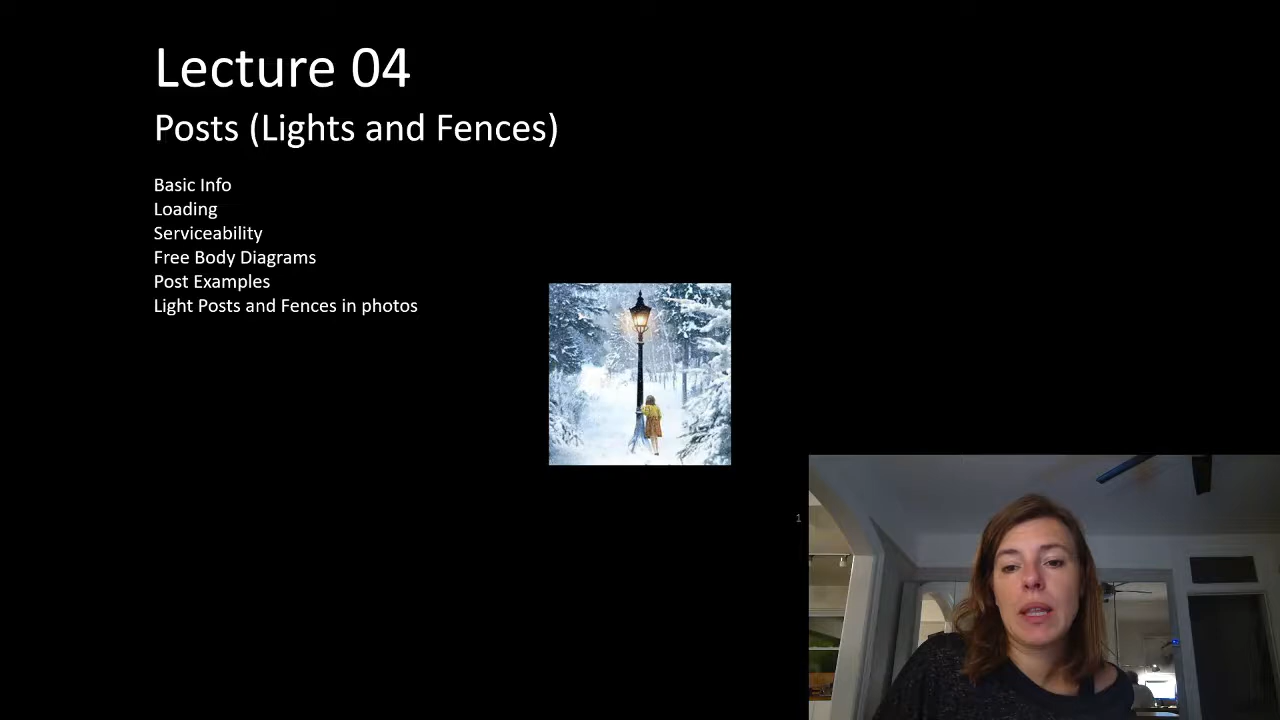 Lecture 04
Posts (Lights and Fences)
Basic Info
Loading
Serviceability
Free Body Diagrams
Post Examples
Light Posts and Fences in photos
1